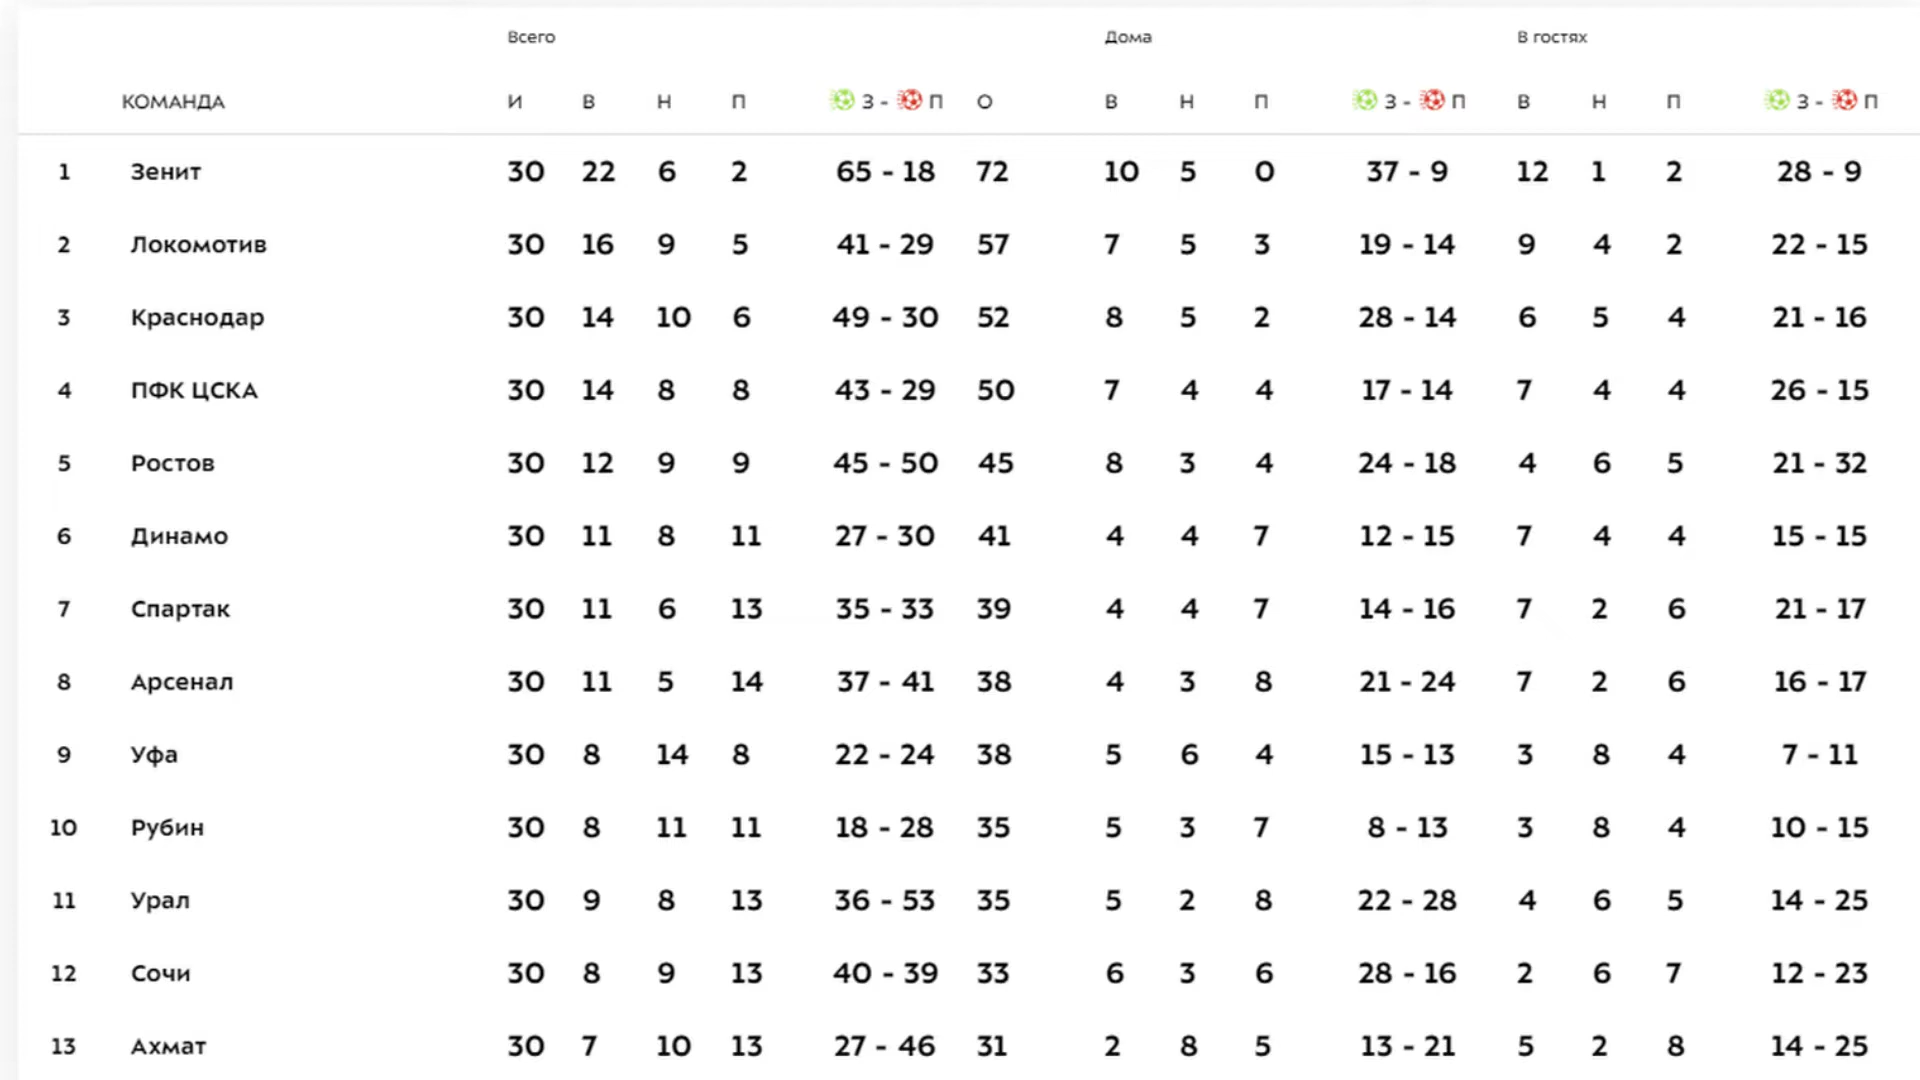 Всего Дома В гостях
КОМАНДА И В Н П З - П О В Н П З - П В Н П З - П
1 Зенит 30 22 6 2 65 - 18 72 10 5 0 37 - 9 12 1 2 28 - 9
2 Локомотив 30 16 9 5 41 - 29 57 7 5 3 19 - 14 9 4 2 22 - 15
3 Краснодар 30 14 10 6 49 - 30 52 8 5 2 28 - 14 6 5 4 21 - 16
4 ПФК ЦСКА 30 14 8 8 43 - 29 50 7 4 4 17 - 14 7 4 4 26 - 15
5 Ростов 30 12 9 9 45 - 50 45 8 3 4 24 - 18 4 6 5 21 - 32
6 Динамо 30 11 8 11 27 - 30 41 4 4 7 12 - 15 7 4 4 15 - 15
7 Спартак 30 11 6 13 35 - 33 39 4 4 7 14 - 16 7 2 6 21 - 17
8 Арсенал 30 11 5 14 37 - 41 38 4 3 8 21 - 24 7 2 6 16 - 17
9 Уфа 30 8 14 8 22 - 24 38 5 6 4 15 - 13 3 8 4 7 - 11
10 Рубин 30 8 11 11 18 - 28 35 5 3 7 8 - 13 3 8 4 10 - 15
11 Урал 30 9 8 13 36 - 53 35 5 2 8 22 - 28 4 6 5 14 - 25
12 Сочи 30 8 9 13 40 - 39 33 6 3 6 28 - 16 2 6 7 12 - 23
13 Ахмат 30 7 10 13 27 - 46 31 2 8 5 13 - 21 5 2 8 14 - 25